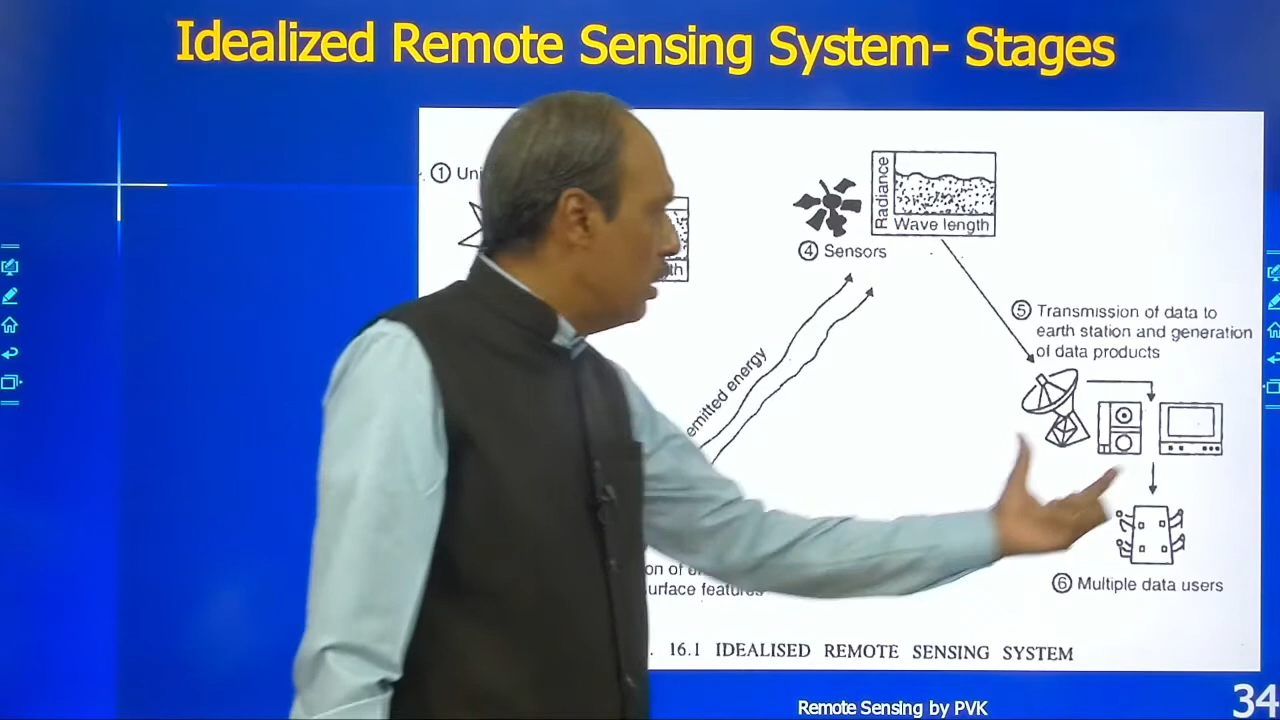 Idealized Remote Sensing System- Stages
①
Radiance
Wave length
④ Sensors
⑤ Transmission of data to
earth station and generation
of data products
emitted energy
⑥ Multiple data users
16.1 IDEALISED REMOTE SENSING SYSTEM
Remote Sensing by PVK
34